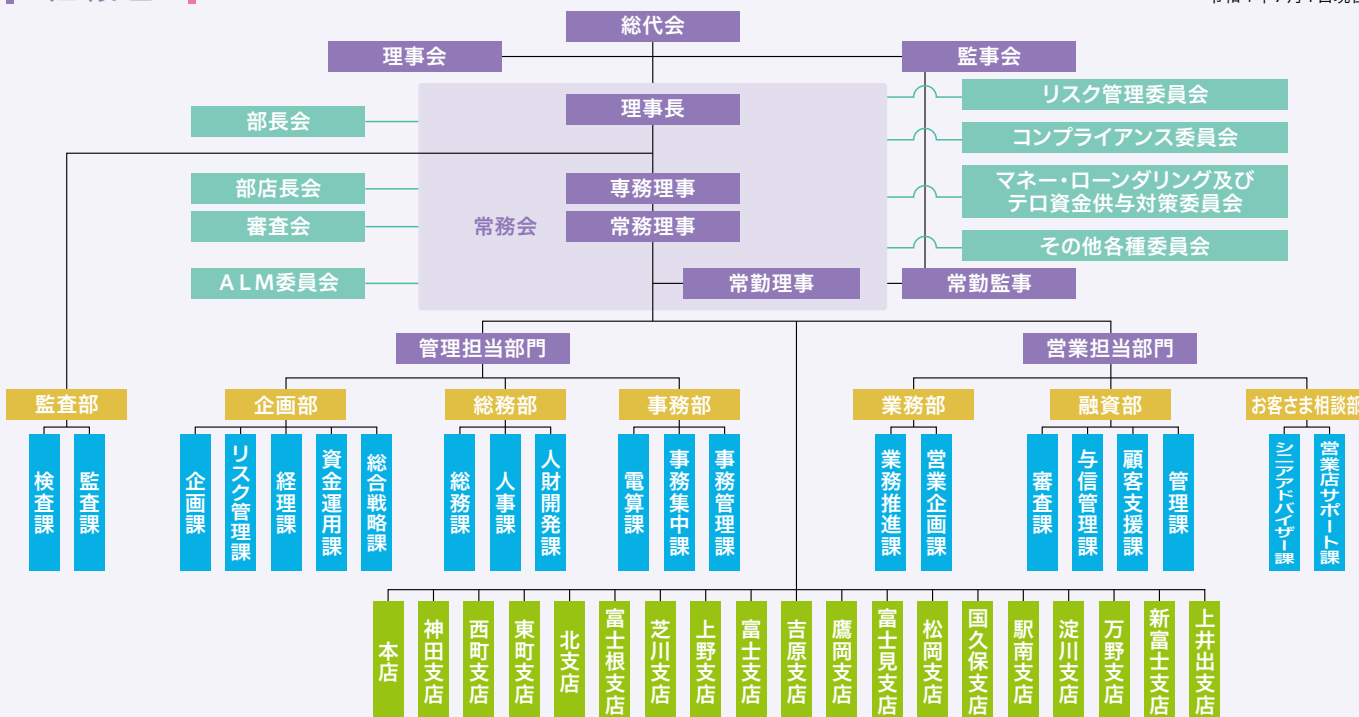 総代会
理事会
監事会
理事長
部長会
リスク管理委員会
コンプライアンス委員会
部店長会
専務理事
マネー・ローンダリング及び
テロ資金供与対策委員会
審査会
常務会
常務理事
その他各種委員会
ALM委員会
常勤理事
常勤監事
管理担当部門
営業担当部門
監査部
企画部
総務部
事務部
業務部
融資部
お客さま相談部
検査課
監査課
企画課
リスク管理課
経理課
資金運用課
総合戦略課
総務課
人事課
人財開発課
電算課
事務集中課
事務管理課
業務推進課
営業企画課
審査課
与信管理課
顧客支援課
管理課
シニアアドバイザー課
営業店サポート課
本店
神田支店
西町支店
東町支店
北支店
富士根支店
芝川支店
上野支店
富士支店
吉原支店
鷹岡支店
富士見支店
松岡支店
国久保支店
駅南支店
淀川支店
万野支店
新富士支店
上井出支店